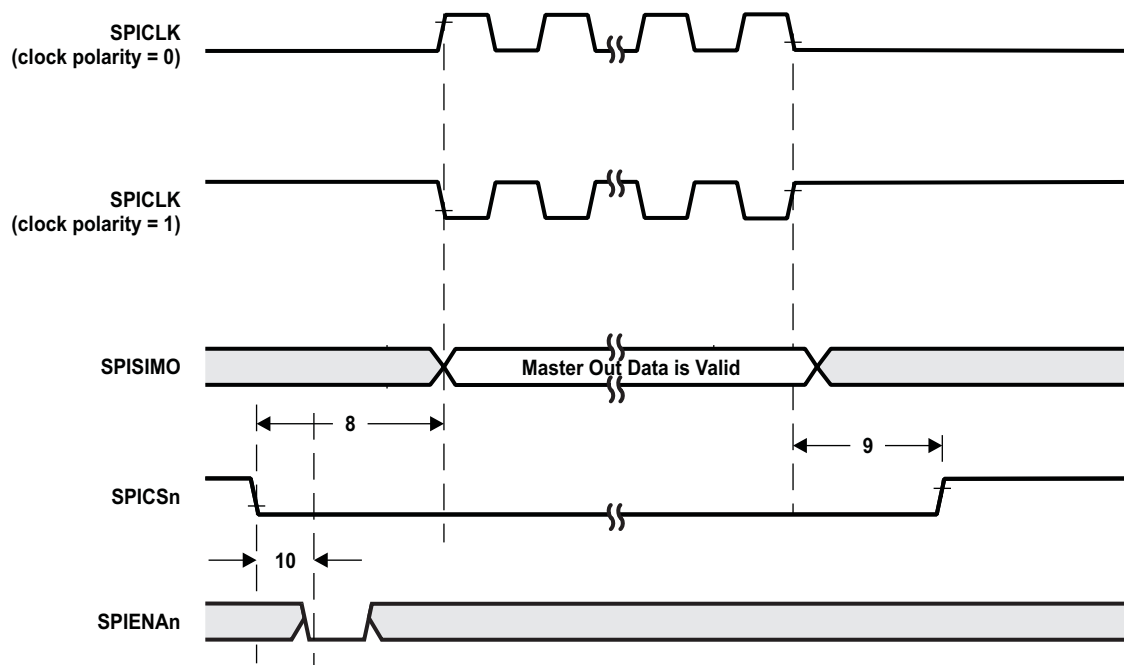 SPICLK
(clock polarity = 0)
SPICLK
(clock polarity = 1)
SPISIMO
Master Out Data is Valid
8
9
SPICSn
10
SPIENAn